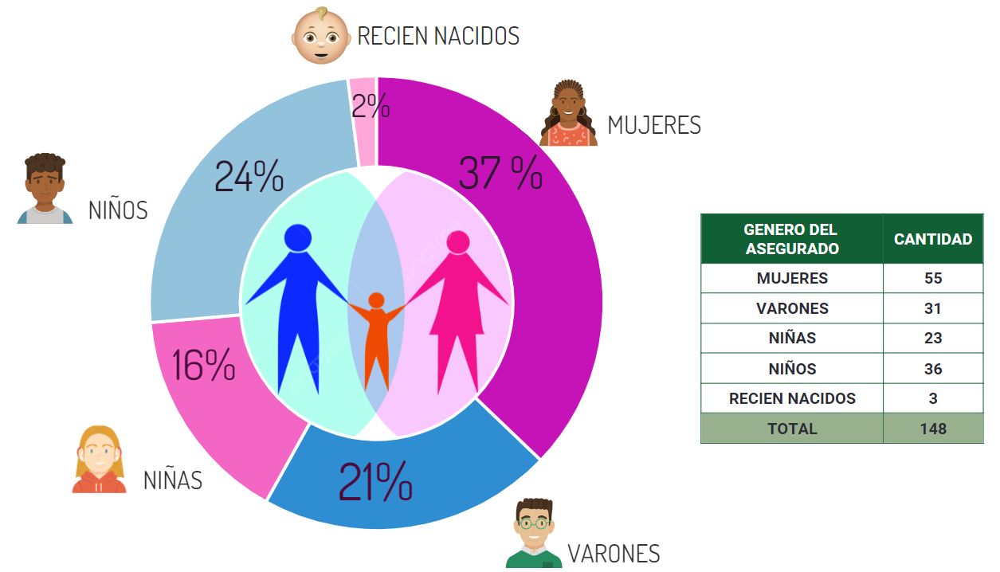 RECIEN NACIDOS
2%
MUJERES
37 %
24%
NIÑOS
16%
NIÑAS
21%
VARONES
GENERO DEL
ASEGURADO
CANTIDAD
MUJERES 55
VARONES 31
NIÑAS 23
NIÑOS 36
RECIEN NACIDOS 3
TOTAL 148
pngtree